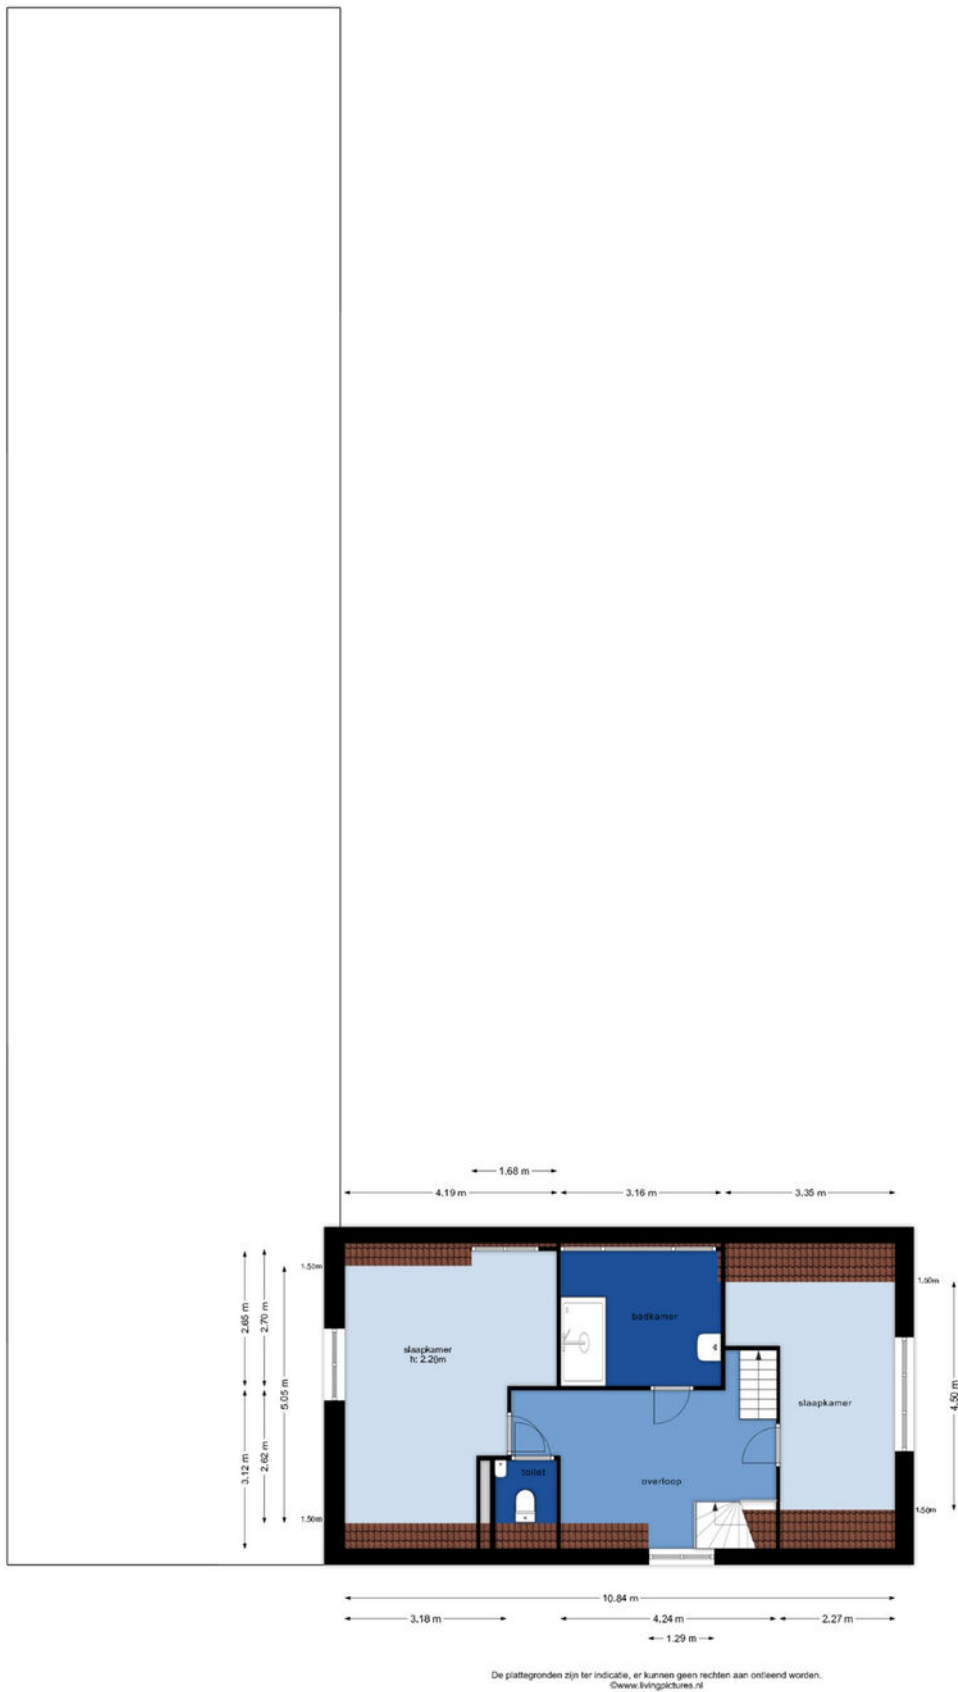 1.68 m
4.19 m
3.16 m
3.35 m
1.50m
1.50m
2.65 m
2.70 m
5.05 m
3.12 m
2.62 m
4.50 m
slaapkamer
h: 2.20m
badkamer
slaapkamer
toilet
overloop
1.50m
1.50m
10.84 m
3.18 m
4.24 m
2.27 m
1.29 m
De plattegronden zijn ter indicatie, er kunnen geen rechten aan ontleend worden.
©www.livingpictures.nl